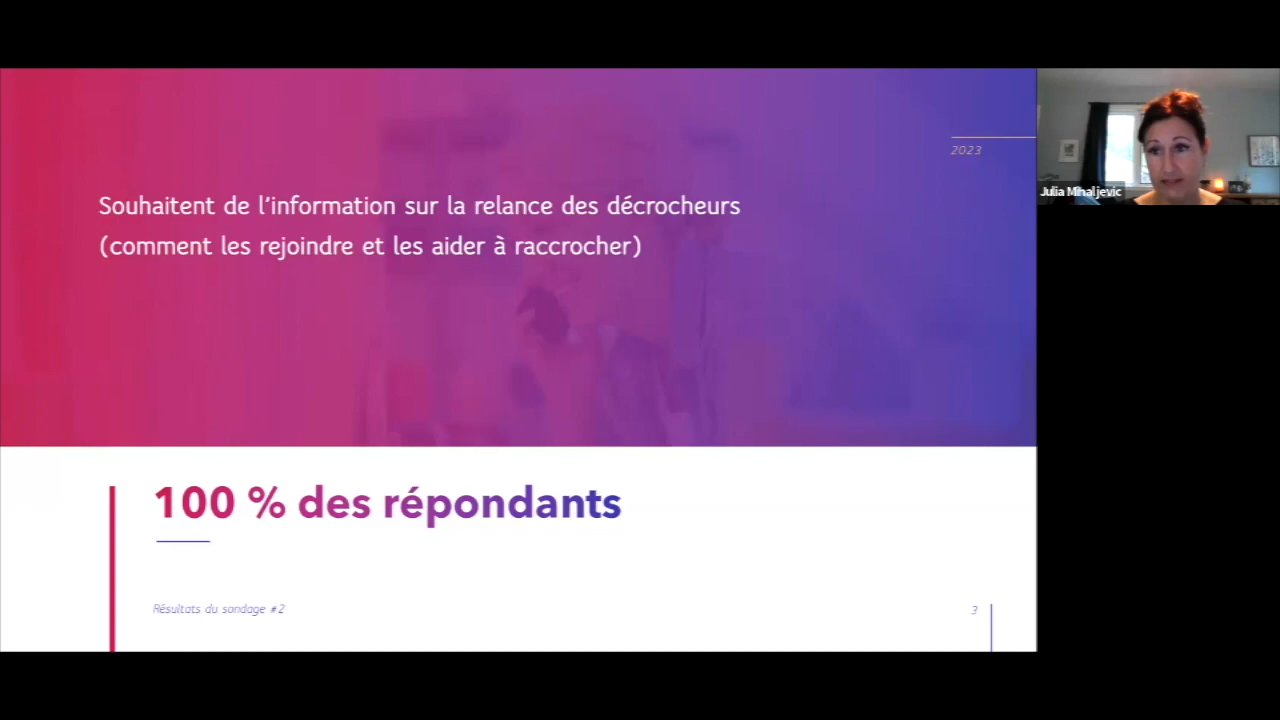 2023
Souhaitent de l'information sur la relance des décrocheurs
(comment les rejoindre et les aider à raccrocher)
Julia Mihaljevic
100 % des répondants
Résultats du sondage #2
3